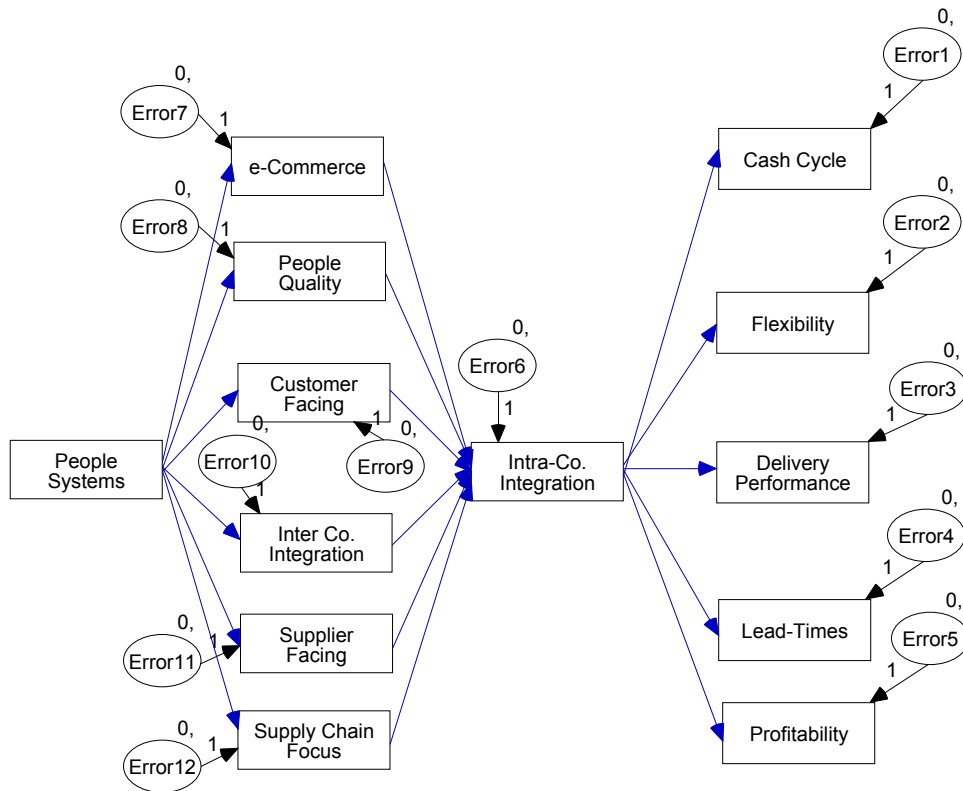 0,
Error1
1
Cash Cycle
0,
Error7
1
e-Commerce
0,
Error8
1
People
Quality
0,
Error2
1
Flexibility
0,
Error6
1
Customer
Facing
1
0,
Error9
0,
Error10
1
Inter Co.
Integration
People
Systems
Intra-Co.
Integration
0,
Error3
1
Delivery
Performance
0,
Error4
1
Lead-Times
0,
Error11
1
Supplier
Facing
0,
Error5
1
Profitability
0,
Error12
1
Supply Chain
Focus